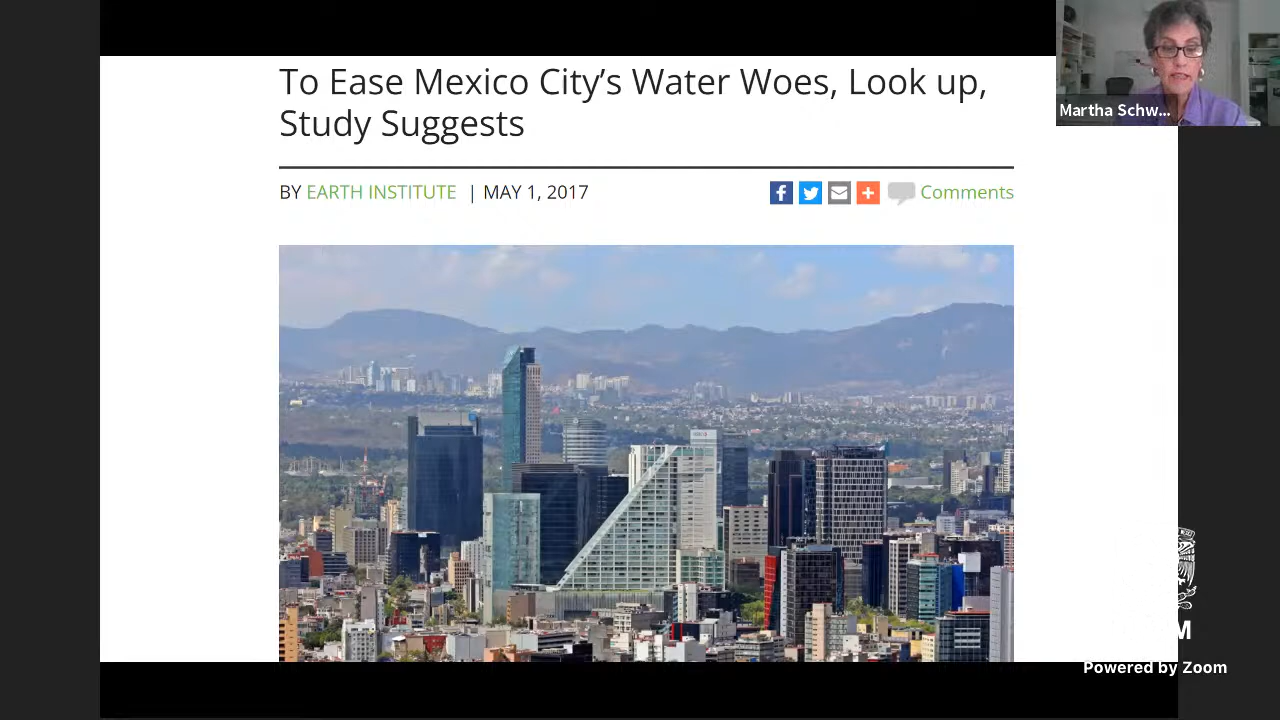 To Ease Mexico City’s Water Woes, Look up,
Study Suggests
BY EARTH INSTITUTE | MAY 1, 2017
Comments
Martha Schw...
M
Powered by Zoom